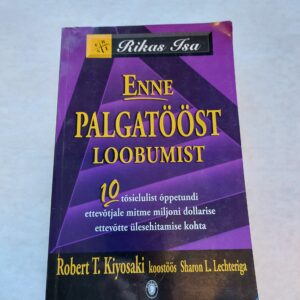 Rikas Isa
ENNE
PALGATÖÖST
LOOBUMIST
10 tõsielulist õppetundi
ettevõtjale mitme miljoni dollarise
ettevõtte ülesehitamise kohta
Robert T. Kiyosaki koostöös Sharon L. Lechteriga